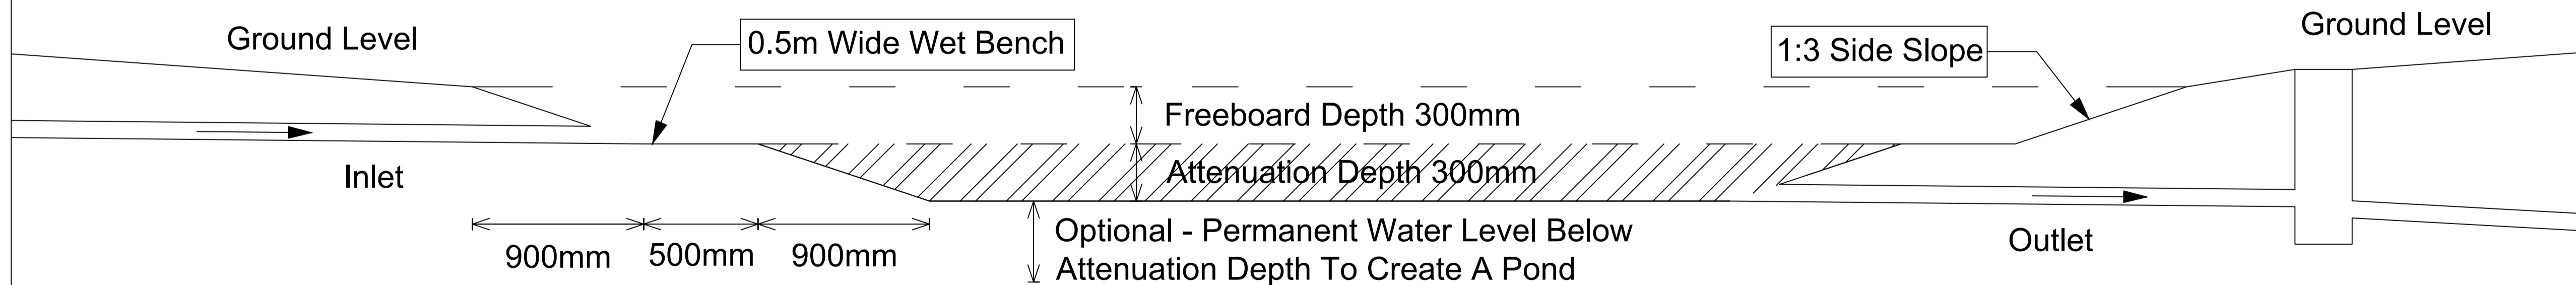 Ground Level
0.5m Wide Wet Bench
1:3 Side Slope
Ground Level
Freeboard Depth 300mm
Inlet
Attenuation Depth 300mm
900mm
500mm
900mm
Optional - Permanent Water Level Below
Attenuation Depth To Create A Pond
Outlet